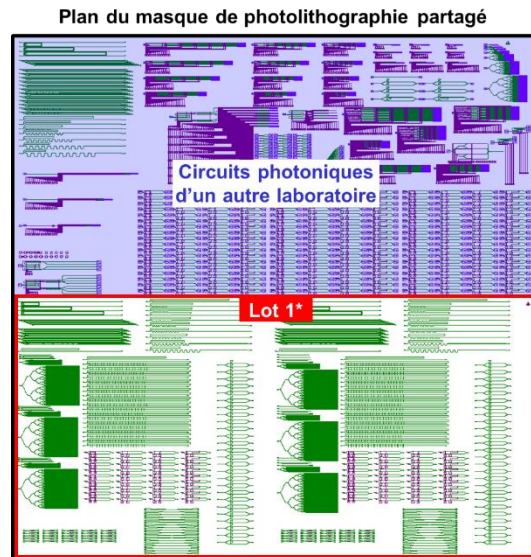 Plan du masque de photolithographie partagé
Circuits photoniques
d'un autre laboratoire
Lot 1*